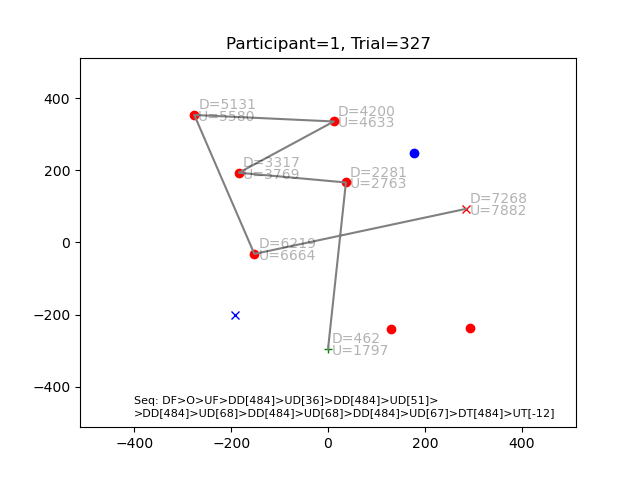 Participant=1, Trial=327
D=5131
U=5580
D=4200
U=4633
D=3317
U=3769
D=2281
U=2763
D=7268
U=7882
D=6219
U=6664
D=462
U=1797
Seq: DF>O>UF>DD[484]>UD[36]>DD[484]>UD[51]>
>DD[484]>UD[68]>DD[484]>UD[68]>DD[484]>UD[67]>DT[484]>UT[-12]
400
200
0
−200
−400
−400 −200 0 200 400